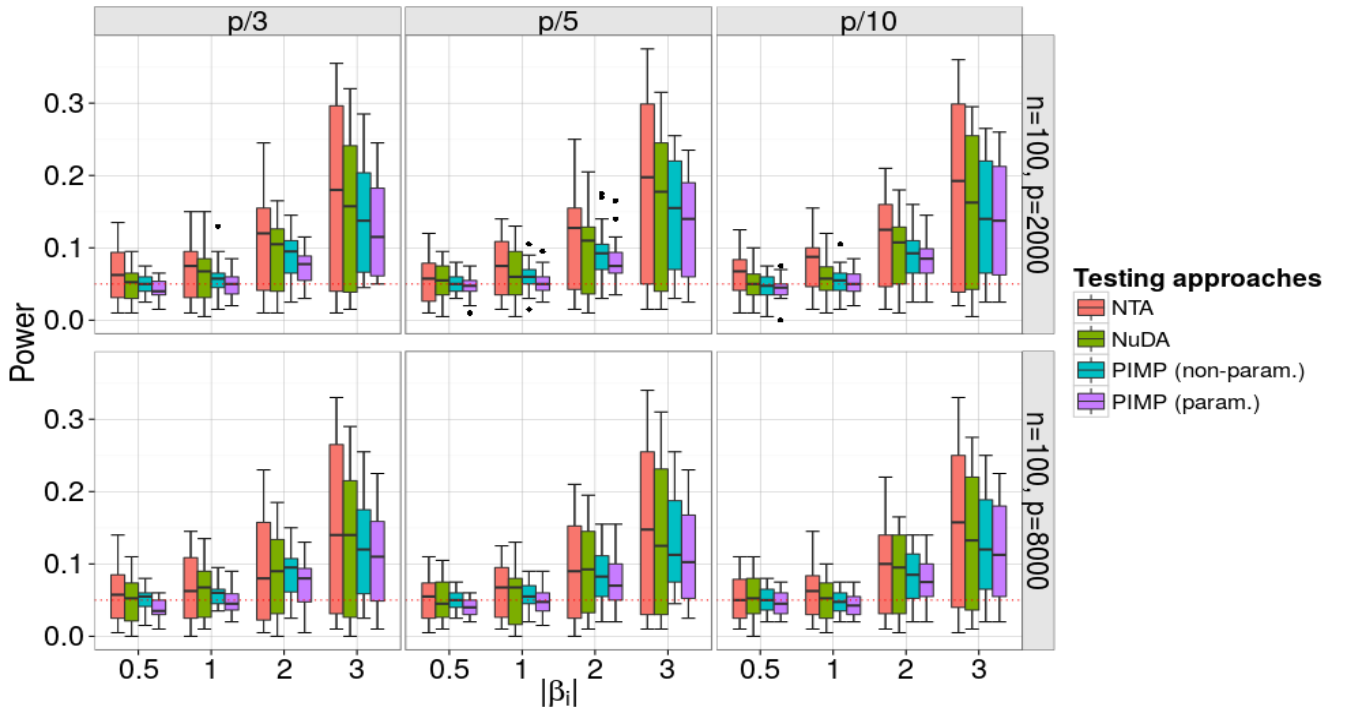 p/3 p/5 p/10
Power
0.3
0.2
0.1
0.0
n=100, p=2000
0.3
0.2
0.1
0.0
n=100, p=8000
0.5 1 2 3 0.5 1 2 3 0.5 1 2 3
|βi|
Testing approaches
NTA
NuDA
PIMP (non-param.)
PIMP (param.)